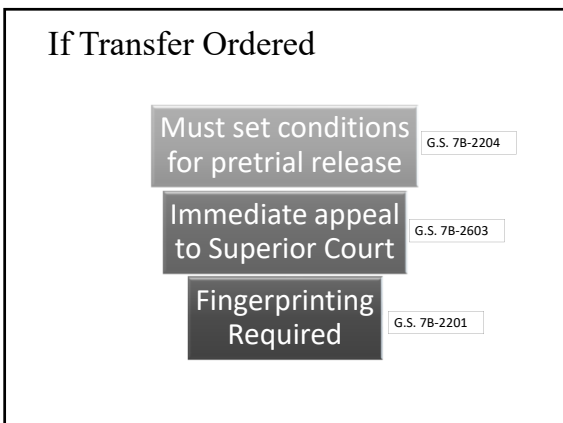 If Transfer Ordered
Must set conditions
for pretrial release
G.S. 7B-2204
Immediate appeal
to Superior Court
G.S. 7B-2603
Fingerprinting
Required
G.S. 7B-2201